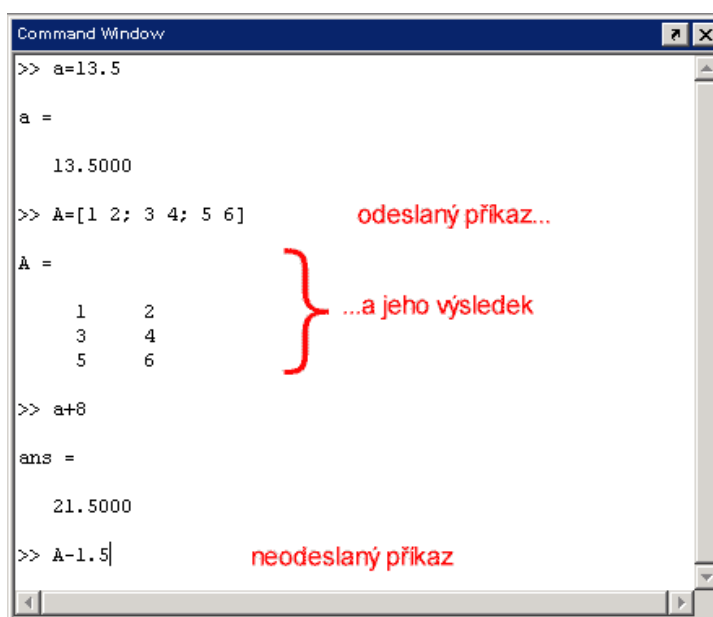 Command Window
>> a=13.5
a =
13.5000
>> A=[1 2; 3 4; 5 6] odeslaný příkaz...
A =
1 2
3 4
5 6
...a jeho výsledek
>> a+8
ans =
21.5000
>> A-1.5 neodeslaný příkaz